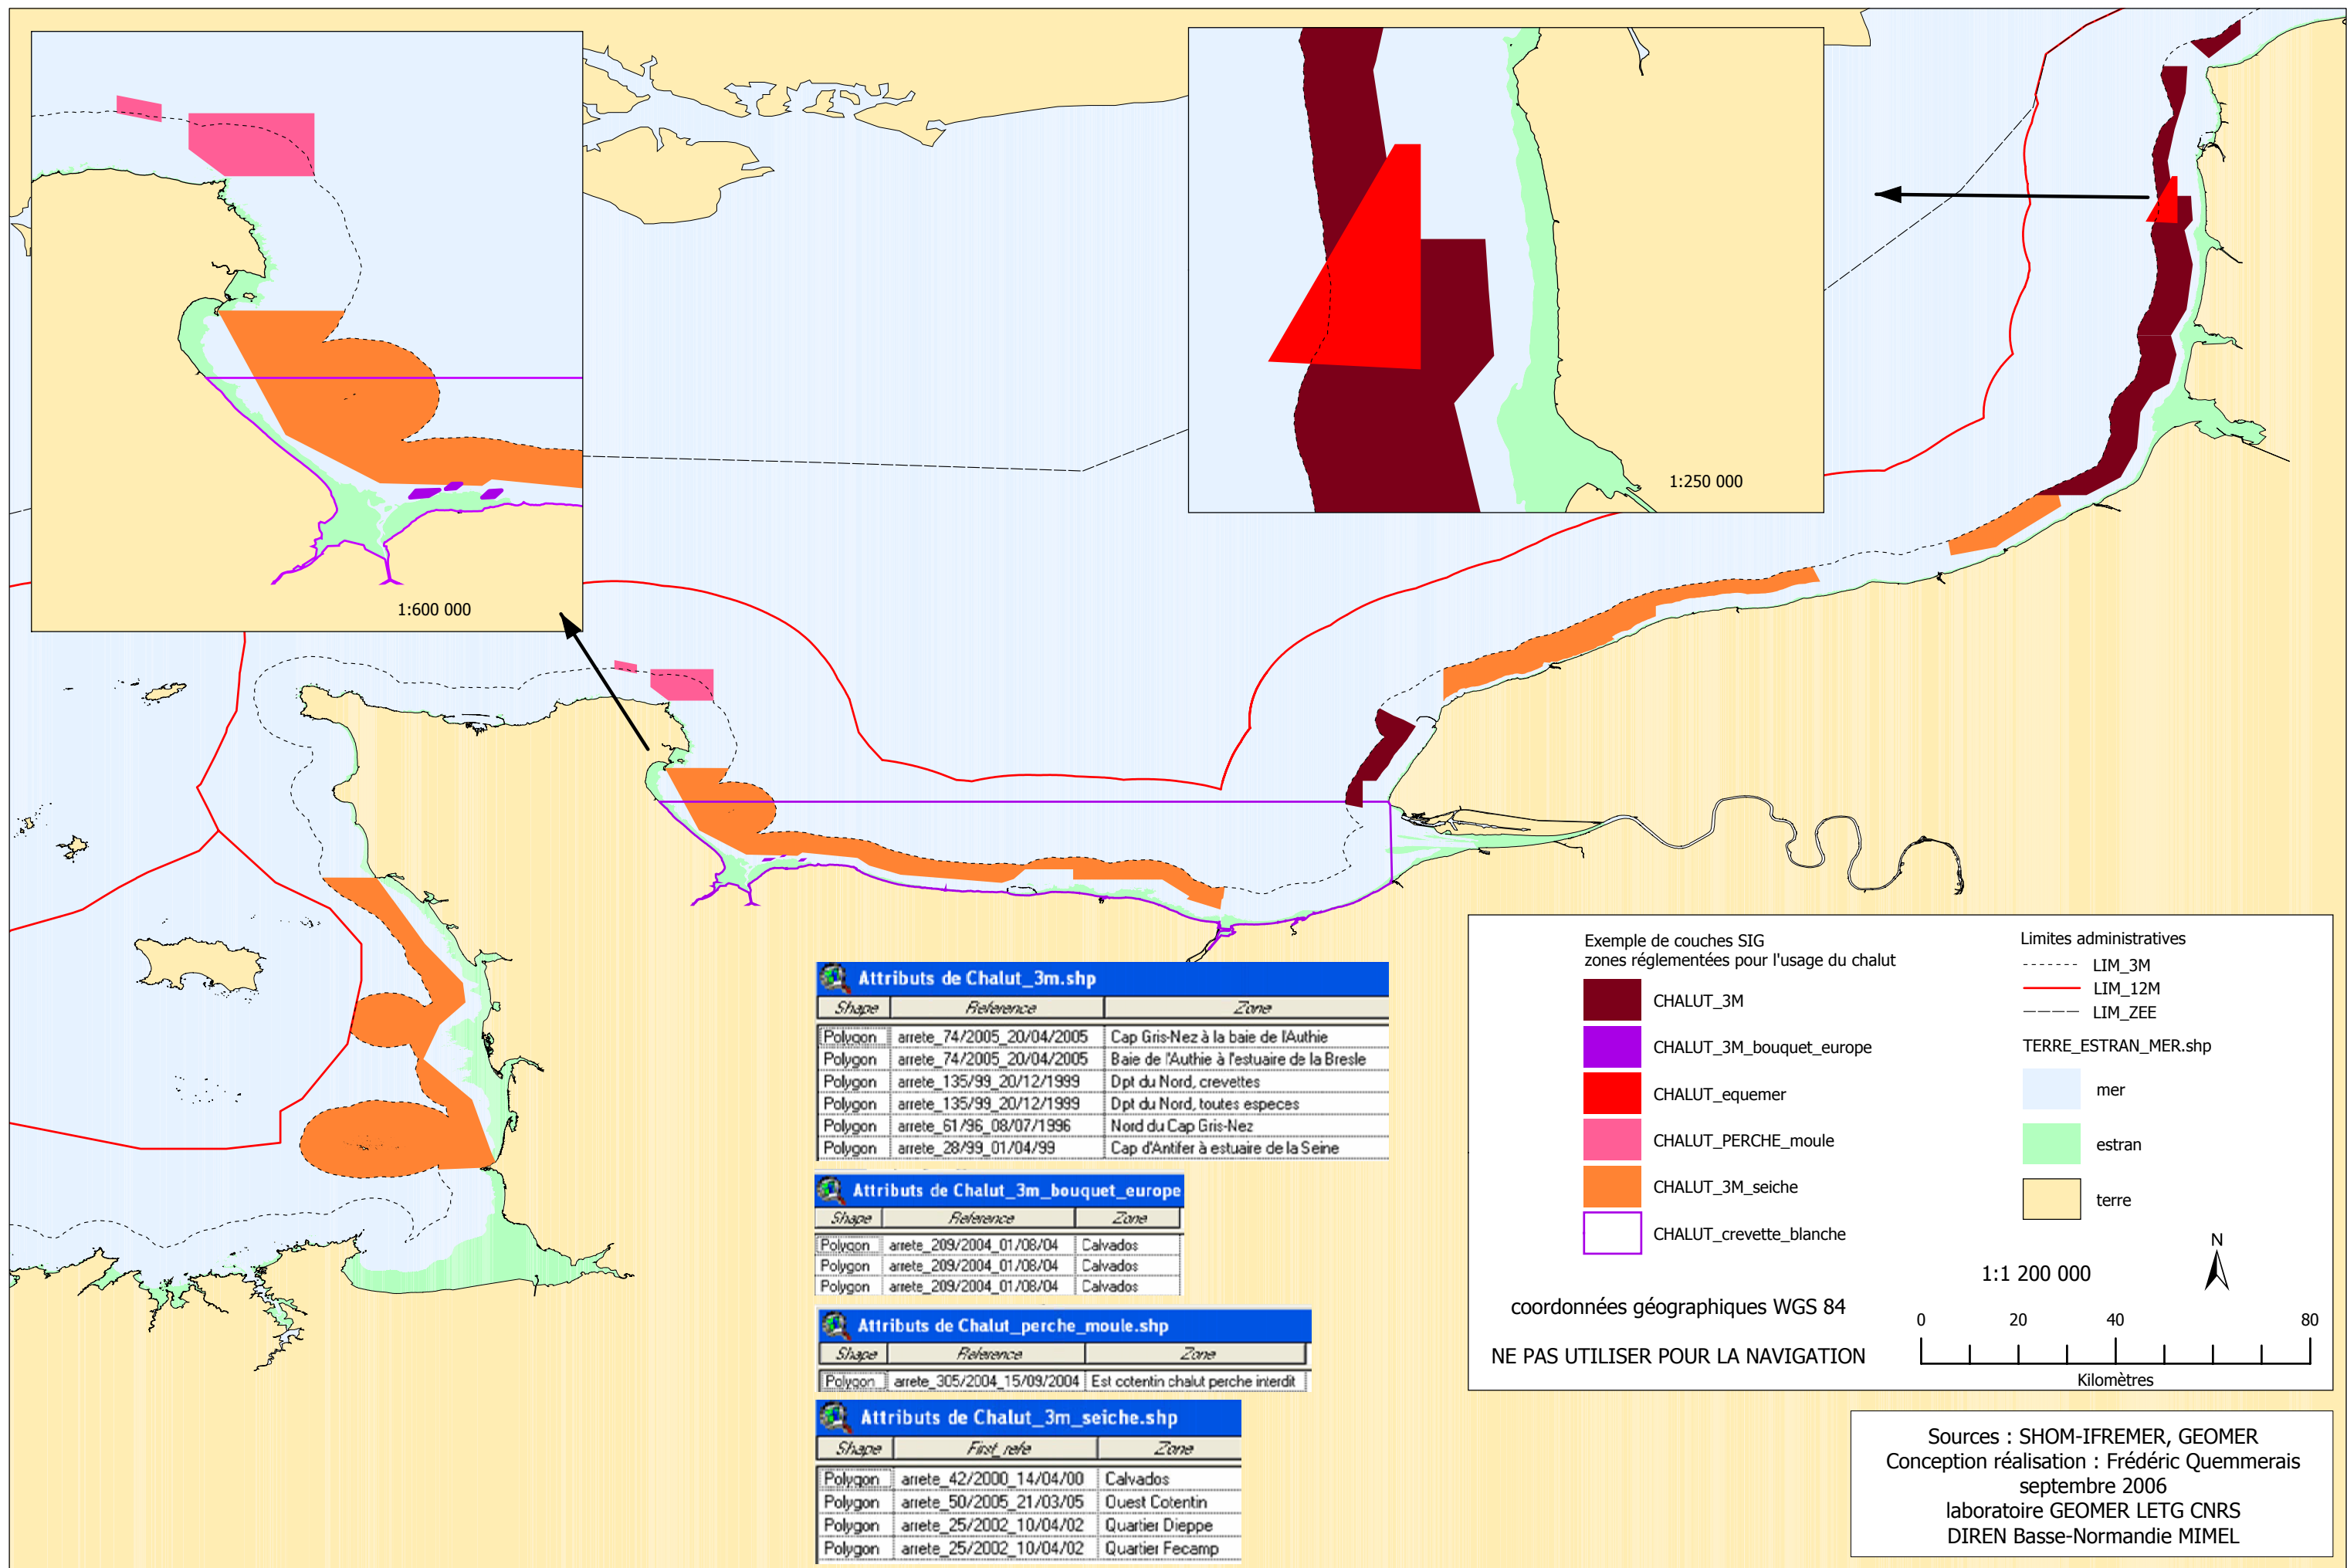 1:600 000
1:250 000
Attributs de Chalut_3m.shp
Shape Reference Zone
Polygon arrete_74/2005_20/04/2005 Cap Gris-Nez à la baie de l'Authie
Polygon arrete_74/2005_20/04/2005 Baie de l'Authie à l'estuaire de la Bresle
Polygon arrete_135/99_20/12/1999 Dpt du Nord, crevettes
Polygon arrete_135/99_20/12/1999 Dpt du Nord, toutes especes
Polygon arrete_61/96_08/07/1996 Nord du Cap Gris-Nez
Polygon arrete_28/99_01/04/99 Cap d'Antifer à estuaire de la Seine
Attributs de Chalut_3m_bouquet_europe
Shape Reference Zone
Polygon arrete_209/2004_01/08/04 Calvados
Polygon arrete_209/2004_01/08/04 Calvados
Polygon arrete_209/2004_01/08/04 Calvados
Attributs de Chalut_perche_moule.shp
Shape Reference Zone
Polygon arrete_305/2004_15/09/2004 Est cotentin chalut perche interdit
Attributs de Chalut_3m_seiche.shp
Shape First_refe Zone
Polygon arrete_42/2000_14/04/00 Calvados
Polygon arrete_50/2005_21/03/05 Ouest Cotentin
Polygon arrete_25/2002_10/04/02 Quartier Dieppe
Polygon arrete_25/2002_10/04/02 Quartier Fecamp
Exemple de couches SIG
zones réglementées pour l'usage du chalut
CHALUT_3M
CHALUT_3M_bouquet_europe
CHALUT_equemer
CHALUT_PERCHE_moule
CHALUT_3M_seiche
CHALUT_crevette_blanche
Limites administratives
LIM_3M
LIM_12M
LIM_ZEE
TERRE_ESTRAN_MER.shp
mer
estran
terre
N
1:1 200 000
coordonnées géographiques WGS 84
NE PAS UTILISER POUR LA NAVIGATION
0 20 40 80
Kilomètres
Sources : SHOM-IFREMER, GEOMER
Conception réalisation : Frédéric Quemmerais
septembre 2006
laboratoire GEOMER LETG CNRS
DIREN Basse-Normandie MIMEL